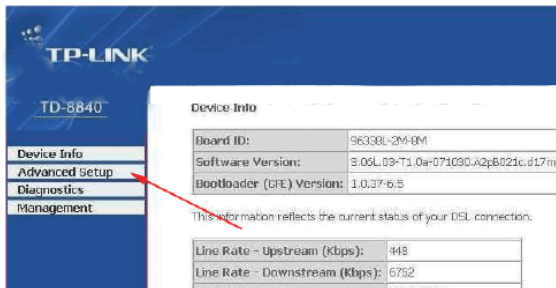 TP-LINK
TD-8840
Device Info
Advanced Setup
Diagnostics
Management
Device Info
Board ID: 96338L-2M-8M
Software Version: 3.06L.03-T1.0a-071030.A2pB021c.d17m
Bootloader (CFE) Version: 1.0.37-6.5
This information reflects the current status of your DSL connection.
Line Rate - Upstream (Kbps): 448
Line Rate - Downstream (Kbps): 6752